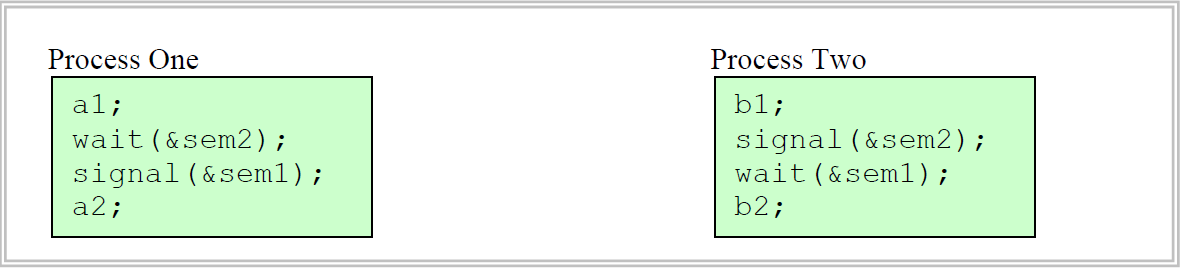 Process One
a1;
wait(&sem2);
signal(&sem1);
a2;
Process Two
b1;
signal(&sem2);
wait(&sem1);
b2;